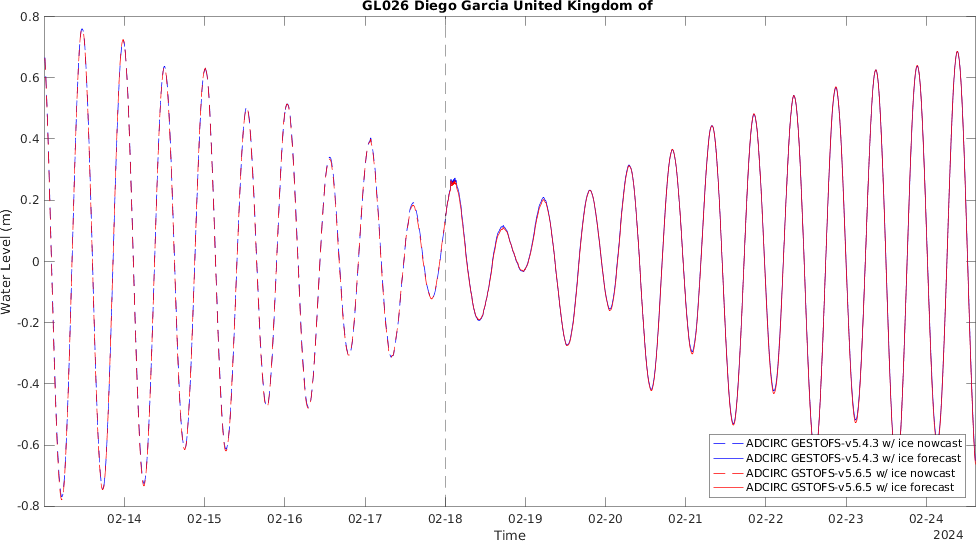 GL026 Diego Garcia United Kingdom of
0.8
0.6
0.4
0.2
0
-0.2
-0.4
-0.6
-0.8
Water Level (m)
ADCIRC GESTOFS-v5.4.3 w/ ice nowcast
ADCIRC GESTOFS-v5.4.3 w/ ice forecast
ADCIRC GSTOFS-v5.6.5 w/ ice nowcast
ADCIRC GSTOFS-v5.6.5 w/ ice forecast
02-14 02-15 02-16 02-17 02-18 02-19 02-20 02-21 02-22 02-23 02-24
Time
2024